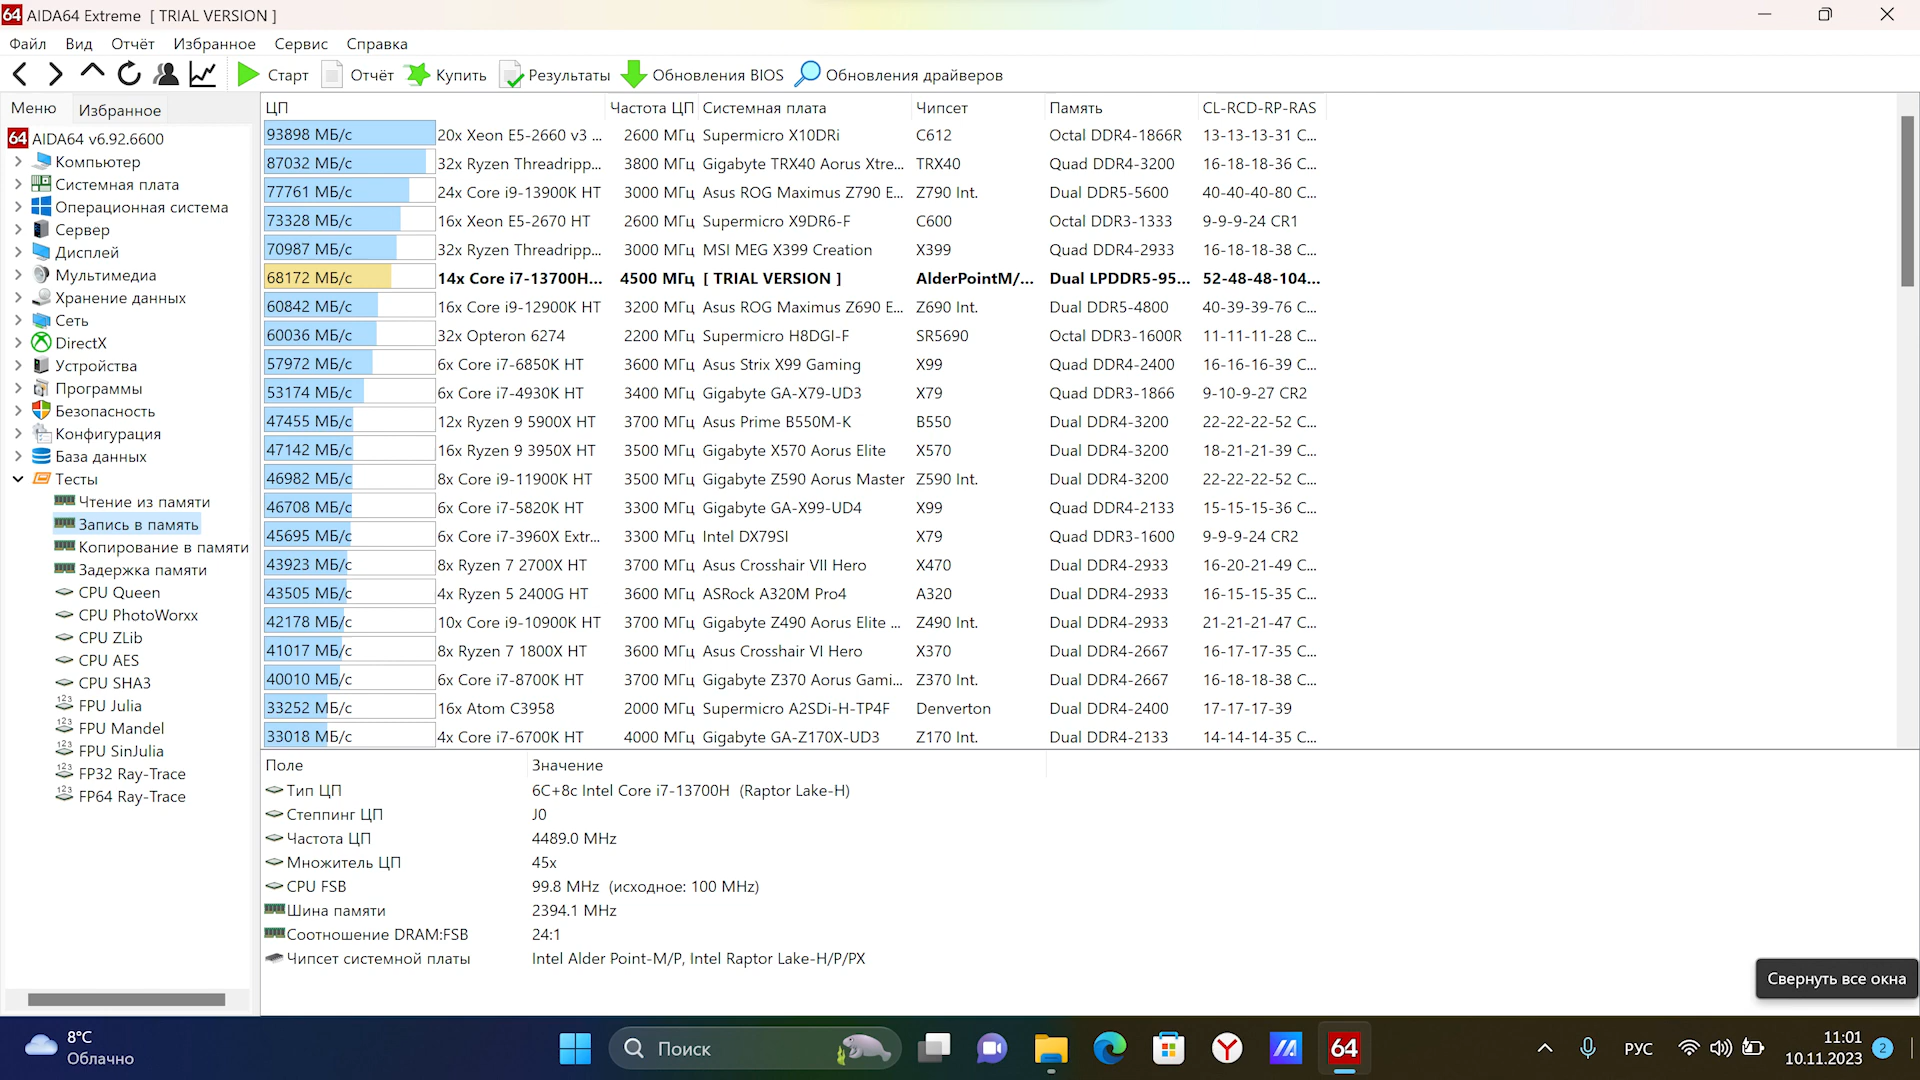 64 AIDA64 Extreme [ TRIAL VERSION ]
Файл Вид Отчёт Избранное Сервис Справка
Старт Отчёт Купить Результаты Обновления BIOS Обновления драйверов
Меню Избранное
64 AIDA64 v6.92.6600
Компьютер
Системная плата
Операционная система
Сервер
Дисплей
Мультимедиа
Хранение данных
Сеть
DirectX
Устройства
Программы
Безопасность
Конфигурация
База данных
Тесты
Чтение из памяти
Запись в память
Копирование в памяти
Задержка памяти
CPU Queen
CPU PhotoWorxx
CPU ZLib
CPU AES
CPU SHA3
123 FPU Julia
123 FPU Mandel
123 FPU SinJulia
123 FP32 Ray-Trace
123 FP64 Ray-Trace
ЦП Частота ЦП Системная плата Чипсет Память CL-RCD-RP-RAS
93898 МБ/с 20x Xeon E5-2660 v3 ... 2600 МГц Supermicro X10DRi C612 Octal DDR4-1866R 13-13-13-31 C...
87032 МБ/с 32x Ryzen Threadripp... 3800 МГц Gigabyte TRX40 Aorus Xtre... TRX40 Quad DDR4-3200 16-18-18-36 C...
77761 МБ/с 24x Core i9-13900K HT 3000 МГц Asus ROG Maximus Z790 E... Z790 Int. Dual DDR5-5600 40-40-40-80 C...
73328 МБ/с 16x Xeon E5-2670 HT 2600 МГц Supermicro X9DR6-F C600 Octal DDR3-1333 9-9-9-24 CR1
70987 МБ/с 32x Ryzen Threadripp... 3000 МГц MSI MEG X399 Creation X399 Quad DDR4-2933 16-18-18-38 C...
68172 МБ/с 14x Core i7-13700H... 4500 МГц [ TRIAL VERSION ] AlderPointM/... Dual LPDDR5-95... 52-48-48-104...
60842 МБ/с 16x Core i9-12900K HT 3200 МГц Asus ROG Maximus Z690 E... Z690 Int. Dual DDR5-4800 40-39-39-76 C...
60036 МБ/с 32x Opteron 6274 2200 МГц Supermicro H8DGI-F SR5690 Octal DDR3-1600R 11-11-11-28 C...
57972 МБ/с 6x Core i7-6850K HT 3600 МГц Asus Strix X99 Gaming X99 Quad DDR4-2400 16-16-16-39 C...
53174 МБ/с 6x Core i7-4930K HT 3400 МГц Gigabyte GA-X79-UD3 X79 Quad DDR3-1866 9-10-9-27 CR2
47455 МБ/с 12x Ryzen 9 5900X HT 3700 МГц Asus Prime B550M-K B550 Dual DDR4-3200 22-22-22-52 C...
47142 МБ/с 16x Ryzen 9 3950X HT 3500 МГц Gigabyte X570 Aorus Elite X570 Dual DDR4-3200 18-21-21-39 C...
46982 МБ/с 8x Core i9-11900K HT 3500 МГц Gigabyte Z590 Aorus Master Z590 Int. Dual DDR4-3200 22-22-22-52 C...
46708 МБ/с 6x Core i7-5820K HT 3300 МГц Gigabyte GA-X99-UD4 X99 Quad DDR4-2133 15-15-15-36 C...
45695 МБ/с 6x Core i7-3960X Extr... 3300 МГц Intel DX79SI X79 Quad DDR3-1600 9-9-9-24 CR2
43923 МБ/с 8x Ryzen 7 2700X HT 3700 МГц Asus Crosshair VII Hero X470 Dual DDR4-2933 16-20-21-49 C...
43505 МБ/с 4x Ryzen 5 2400G HT 3600 МГц ASRock A320M Pro4 A320 Dual DDR4-2933 16-15-15-35 C...
42178 МБ/с 10x Core i9-10900K HT 3700 МГц Gigabyte Z490 Aorus Elite ... Z490 Int. Dual DDR4-2933 21-21-21-47 C...
41017 МБ/с 8x Ryzen 7 1800X HT 3600 МГц Asus Crosshair VI Hero X370 Dual DDR4-2667 16-17-17-35 C...
40010 МБ/с 6x Core i7-8700K HT 3700 МГц Gigabyte Z370 Aorus Gami... Z370 Int. Dual DDR4-2667 16-18-18-38 C...
33252 МБ/с 16x Atom C3958 2000 МГц Supermicro A2SDi-H-TP4F Denverton Dual DDR4-2400 17-17-17-39
33018 МБ/с 4x Core i7-6700K HT 4000 МГц Gigabyte GA-Z170X-UD3 Z170 Int. Dual DDR4-2133 14-14-14-35 C...
Поле Значение
Тип ЦП 6C+8c Intel Core i7-13700H (Raptor Lake-H)
Степпинг ЦП J0
Частота ЦП 4489.0 MHz
Множитель ЦП 45x
CPU FSB 99.8 MHz (исходное: 100 MHz)
Шина памяти 2394.1 MHz
Соотношение DRAM:FSB 24:1
Чипсет системной платы Intel Alder Point-M/P, Intel Raptor Lake-H/P/PX
Свернуть все окна
8°C
Облачно
Поиск
64
РУС
11:01
10.11.2023
2